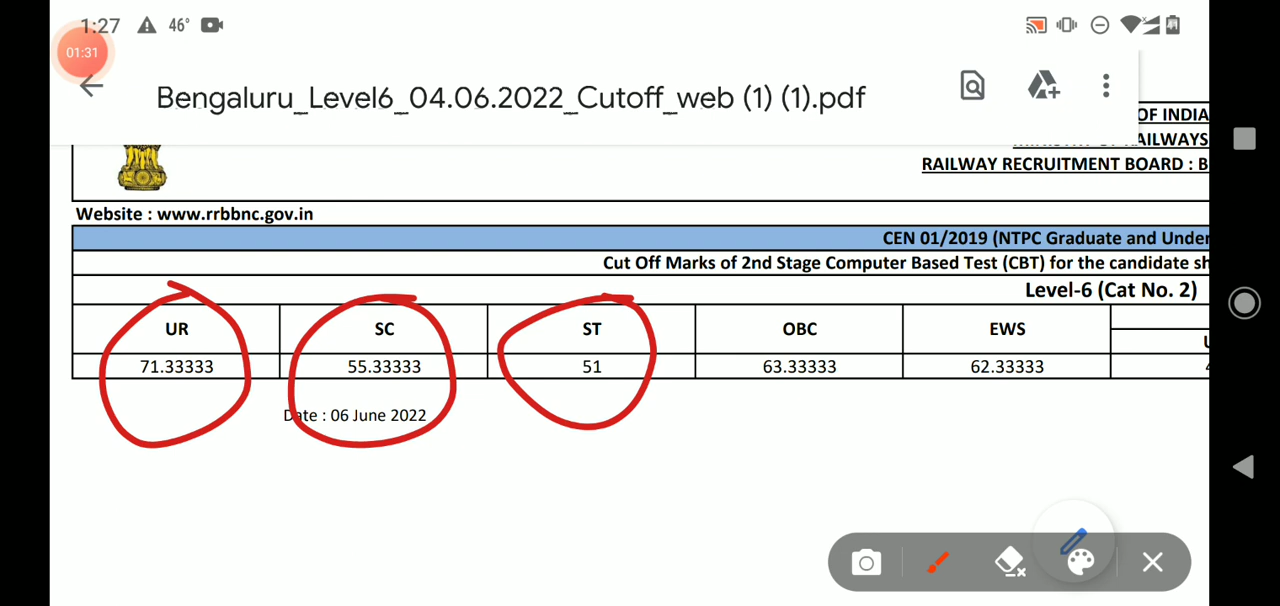 1:27 46°
01:31
Bengaluru_Level6_04.06.2022_Cutoff_web (1) (1).pdf
OF INDIA
RAILWAYS
RAILWAY RECRUITMENT BOARD : B
Website : www.rrbbnc.gov.in
CEN 01/2019 (NTPC Graduate and Under
Cut Off Marks of 2nd Stage Computer Based Test (CBT) for the candidate sh
Level-6 (Cat No. 2)
UR SC ST OBC EWS
71.33333 55.33333 51 63.33333 62.33333
Date : 06 June 2022